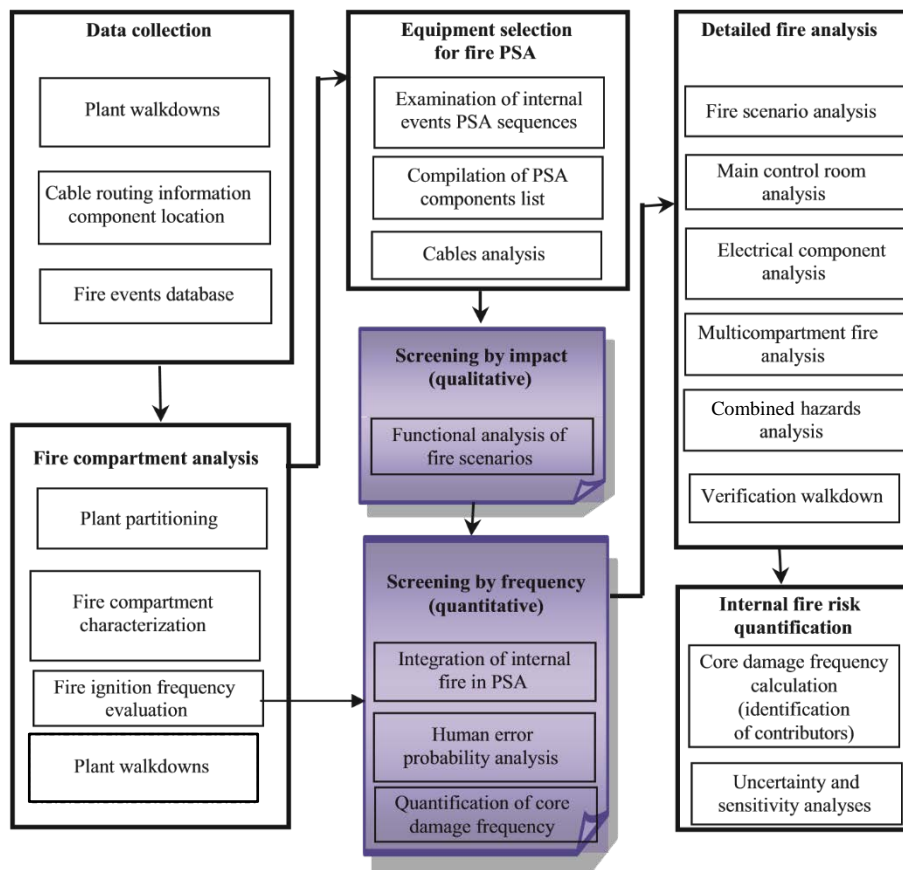 Data collection
Plant walkdowns
Cable routing information
component location
Fire events database
Fire compartment analysis
Plant partitioning
Fire compartment
characterization
Fire ignition frequency
evaluation
Plant walkdowns
Equipment selection
for fire PSA
Examination of internal
events PSA sequences
Compilation of PSA
components list
Cables analysis
Screening by impact
(qualitative)
Functional analysis of
fire scenarios
Screening by frequency
(quantitative)
Integration of internal
fire in PSA
Human error
probability analysis
Quantification of core
damage frequency
Detailed fire analysis
Fire scenario analysis
Main control room
analysis
Electrical component
analysis
Multicompartment fire
analysis
Combined hazards
analysis
Verification walkdown
Internal fire risk
quantification
Core damage frequency
calculation
(identification
of contributors)
Uncertainty and
sensitivity analyses